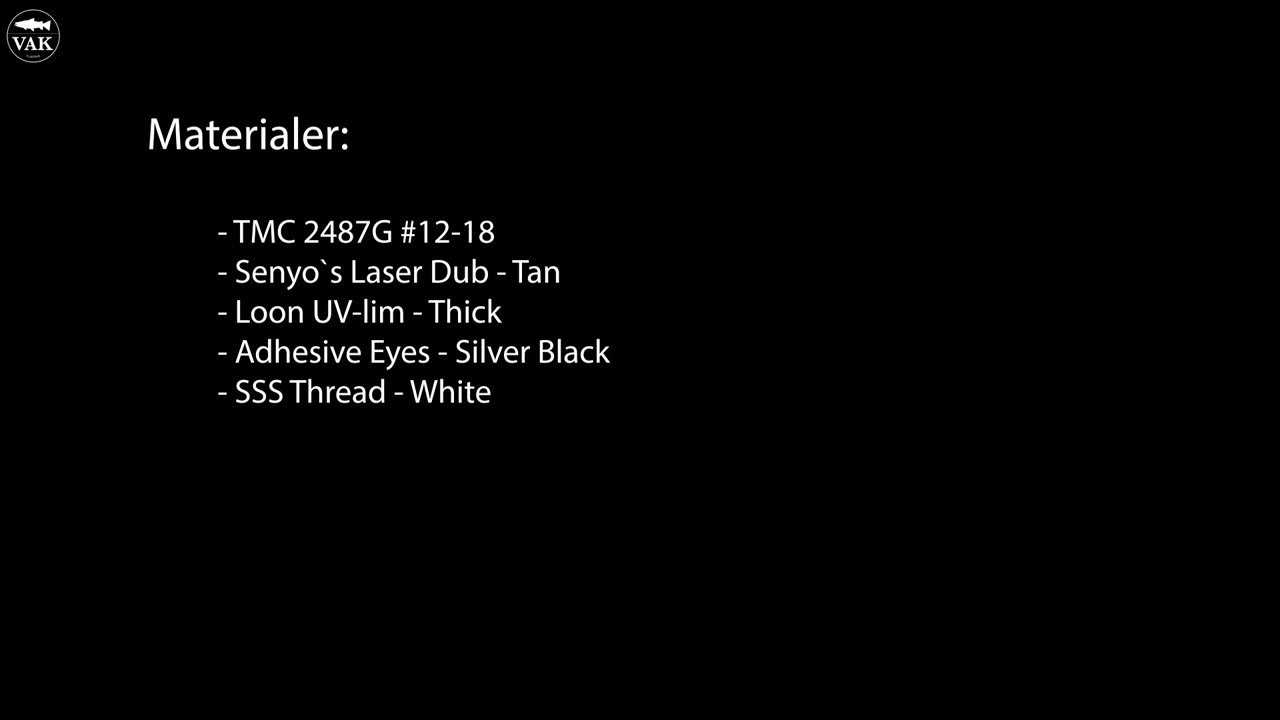 VAK
Materialer:
- TMC 2487G #12-18
- Senyo`s Laser Dub - Tan
- Loon UV-lim - Thick
- Adhesive Eyes - Silver Black
- SSS Thread - White